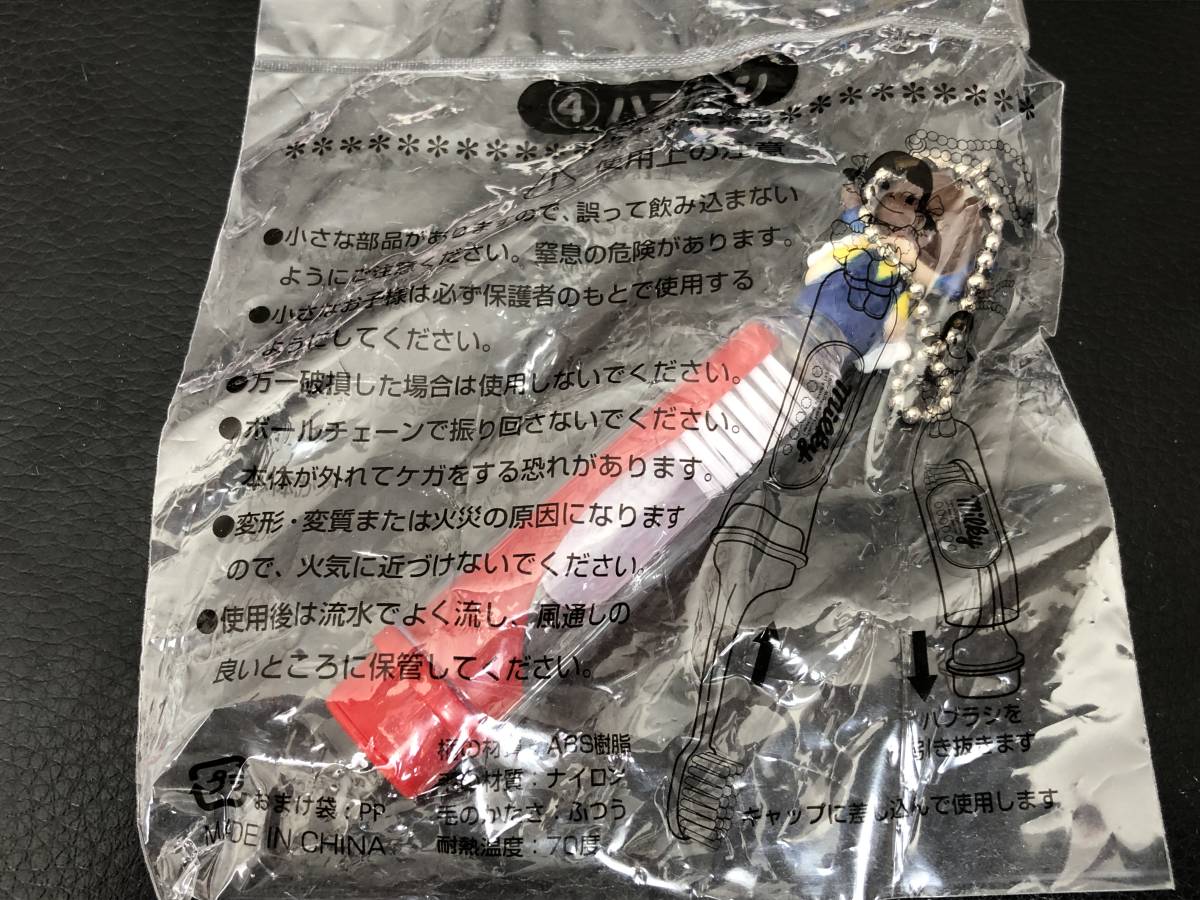 ④ハブラシ
使用上の注意
●小さな部品がありますので、誤って飲み込まない
ようにご注意ください。窒息の危険があります。
●小さなお子様は必ず保護者のもとで使用する
ようにしてください。
●万一破損した場合は使用しないでください。
●ボールチェーンで振り回さないでください。
本体が外れてケガをする恐れがあります。
●変形・変質または火災の原因になります
ので、火気に近づけないでください。
●使用後は流水でよく流し、風通しの
良いところに保管してください。
プラ
おまけ袋：PP
MADE IN CHINA
柄の材質：ABS樹脂
毛の材質：ナイロン
毛のかたさ：ふつう
耐熱温度：70度
milky
milky
ハブラシを
引き抜きます
キャップに差し込んで使用します